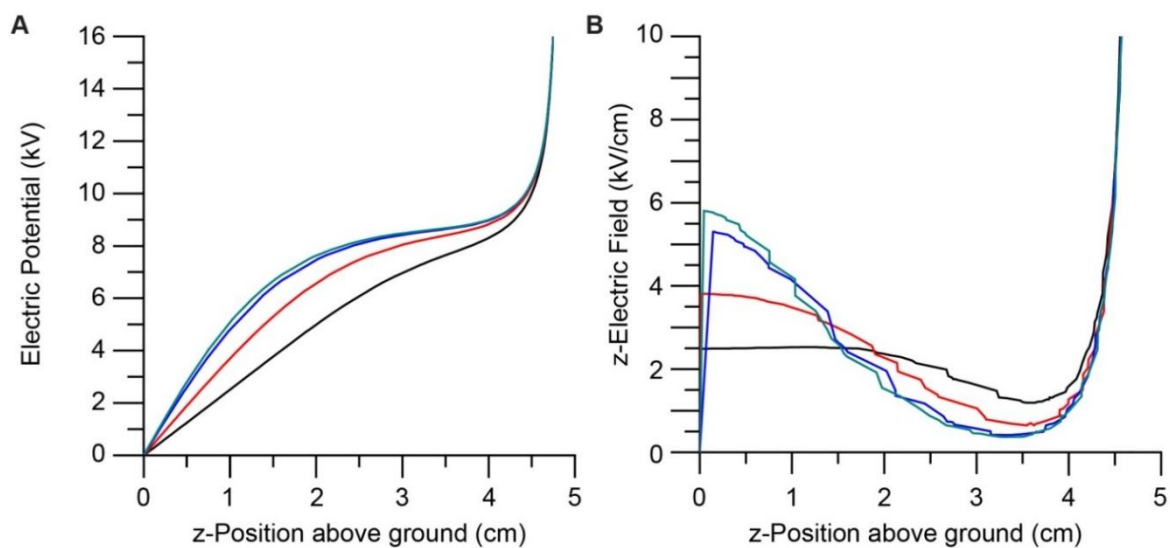 A
Electric Potential (kV)
16
14
12
10
8
6
4
2
0
0 1 2 3 4 5
z-Position above ground (cm)
B
z-Electric Field (kV/cm)
10
8
6
4
2
0
0 1 2 3 4 5
z-Position above ground (cm)